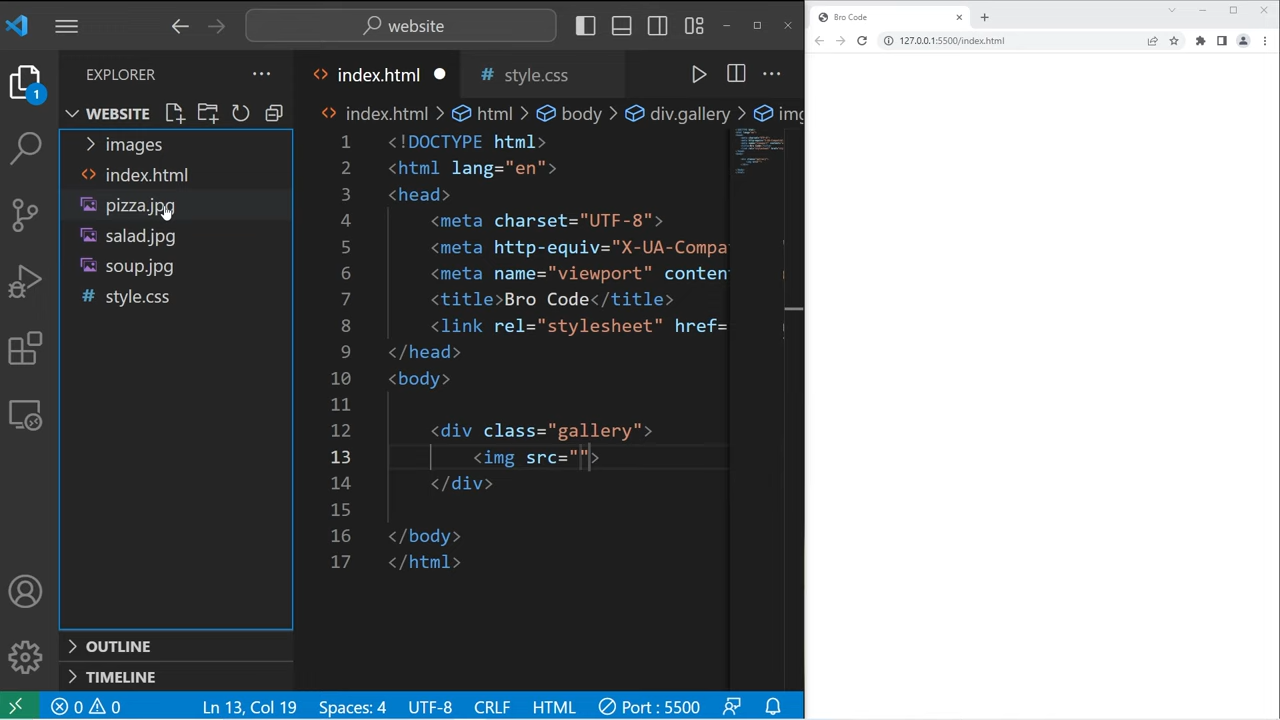 website
Bro Code
127.0.0.1:5500/index.html
EXPLORER
WEBSITE
images
index.html
pizza.jpg
salad.jpg
soup.jpg
style.css
OUTLINE
TIMELINE
1
index.html
style.css
index.html > html > body > div.gallery > img
1 <!DOCTYPE html>
2 <html lang="en">
3 <head>
4 <meta charset="UTF-8">
5 <meta http-equiv="X-UA-Compa
6 <meta name="viewport" conten
7 <title>Bro Code</title>
8 <link rel="stylesheet" href=
9 </head>
10 <body>
11
12 <div class="gallery">
13 <img src="">
14 </div>
15
16 </body>
17 </html>
0 0 Ln 13, Col 19 Spaces: 4 UTF-8 CRLF HTML Port : 5500